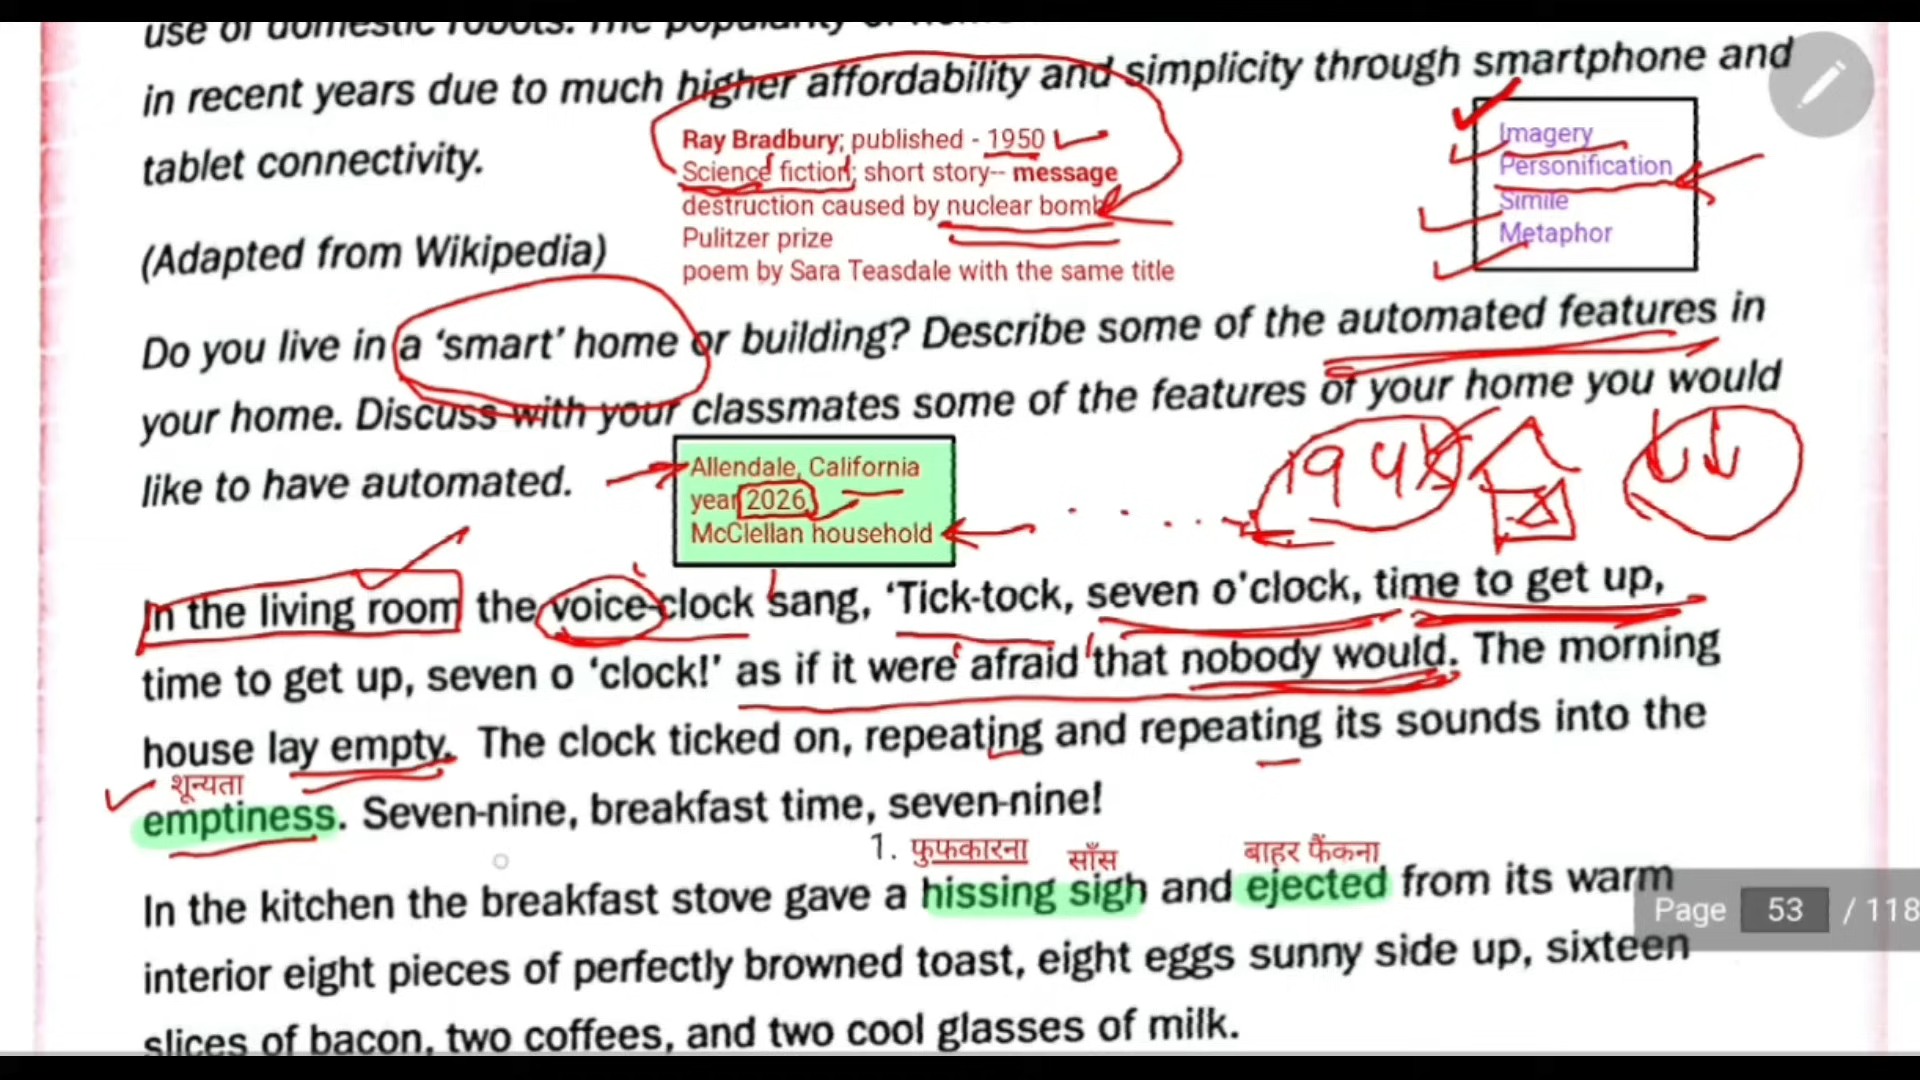 use of domestic robots. The popularity of home
in recent years due to much higher affordability and simplicity through smartphone and
tablet connectivity.
Ray Bradbury; published - 1950
Science fiction; short story-- message
destruction caused by nuclear bomb
Pulitzer prize
poem by Sara Teasdale with the same title
Imagery
Personification
Simile
Metaphor
(Adapted from Wikipedia)
Do you live in a ‘smart’ home or building? Describe some of the automated features in
your home. Discuss with your classmates some of the features of your home you would
like to have automated.
Allendale, California
year 2026
McClellan household
1945
In the living room the voice-clock sang, ‘Tick-tock, seven o’clock, time to get up,
time to get up, seven o ‘clock!’ as if it were afraid that nobody would. The morning
house lay empty. The clock ticked on, repeating and repeating its sounds into the
शून्यता
emptiness. Seven-nine, breakfast time, seven-nine!
1. फुफकारना साँस बाहर फैंकना
In the kitchen the breakfast stove gave a hissing sigh and ejected from its warm
Page 53 / 118
interior eight pieces of perfectly browned toast, eight eggs sunny side up, sixteen
slices of bacon, two coffees, and two cool glasses of milk.